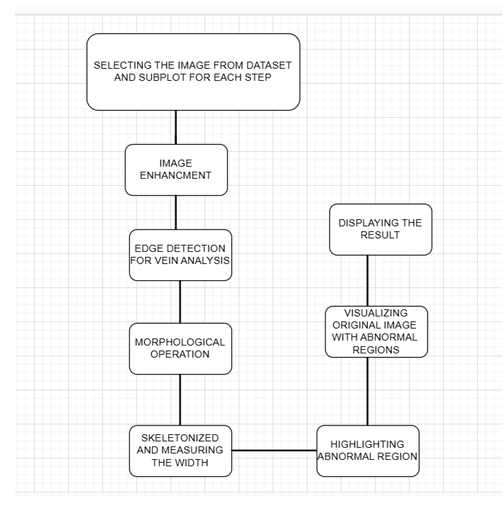 SELECTING THE IMAGE FROM DATASET
AND SUBPLOT FOR EACH STEP
IMAGE
ENHANCMENT
EDGE DETECTION
FOR VEIN ANALYSIS
MORPHOLOGICAL
OPERATION
SKELETONIZED
AND MEASURING
THE WIDTH
HIGHLIGHTING
ABNORMAL REGION
VISUALIZING
ORIGINAL IMAGE
WITH ABNORMAL
REGIONS
DISPLAYING THE
RESULT